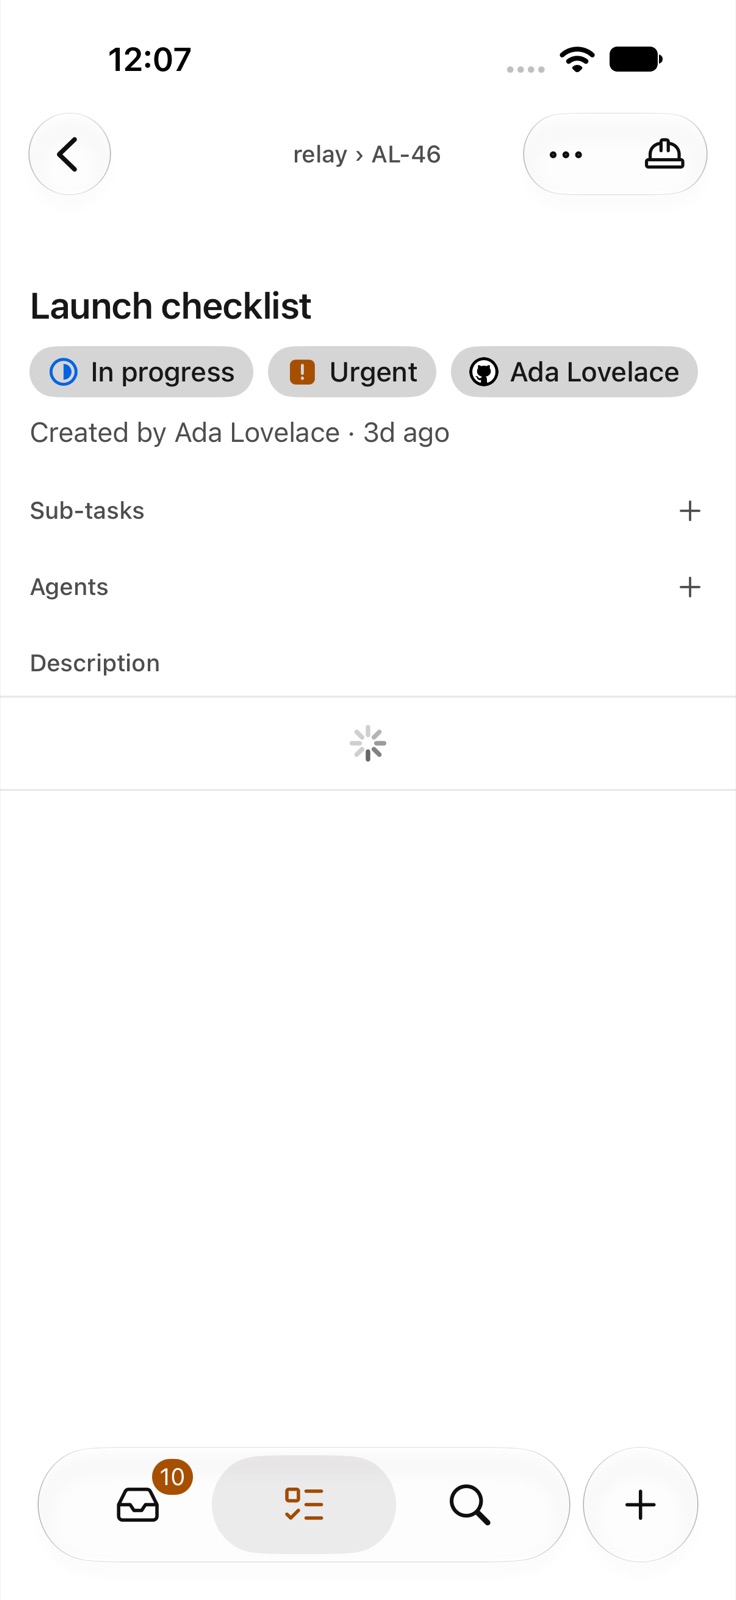 12:07
relay › AL-46
Launch checklist
In progress
Urgent
Ada Lovelace
Created by Ada Lovelace · 3d ago
Sub-tasks
Agents
Description
10